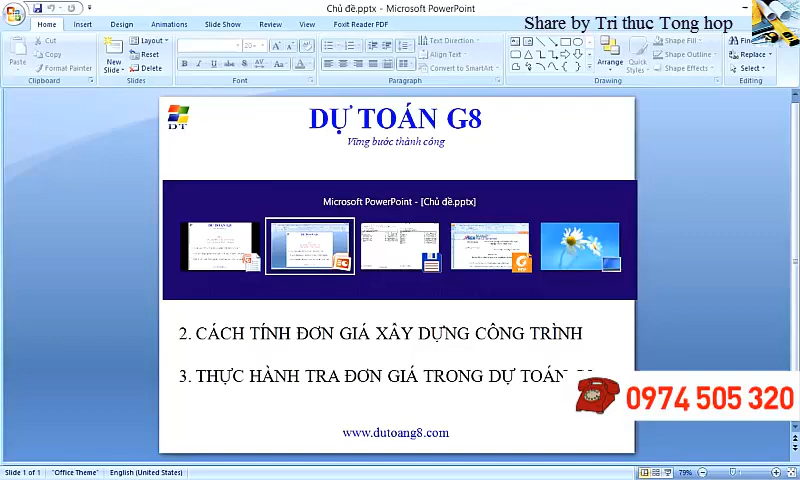 Chủ đề.pptx - Microsoft PowerPoint
Home Insert Design Animations Slide Show Review View Foxit Reader PDF
Share by Tri thuc Tong hop
Paste
Cut
Copy
Format Painter
Clipboard
New Slide
Layout
Reset
Delete
Slides
20
B I U abc S AV Aa A
Font
Text Direction
Align Text
Convert to SmartArt
Paragraph
Arrange
Quick Styles
Shape Fill
Shape Outline
Drawing
Replace
Select
Editing
DT
DỰ TOÁN G8
Vững bước thành công
Microsoft PowerPoint - [Chủ đề.pptx]
2. CÁCH TÍNH ĐƠN GIÁ XÂY DỰNG CÔNG TRÌNH
3. THỰC HÀNH TRA ĐƠN GIÁ TRONG DỰ TOÁN
0974 505 320
www.dutoang8.com
Slide 1 of 1 "Office Theme" English (United States) 79%